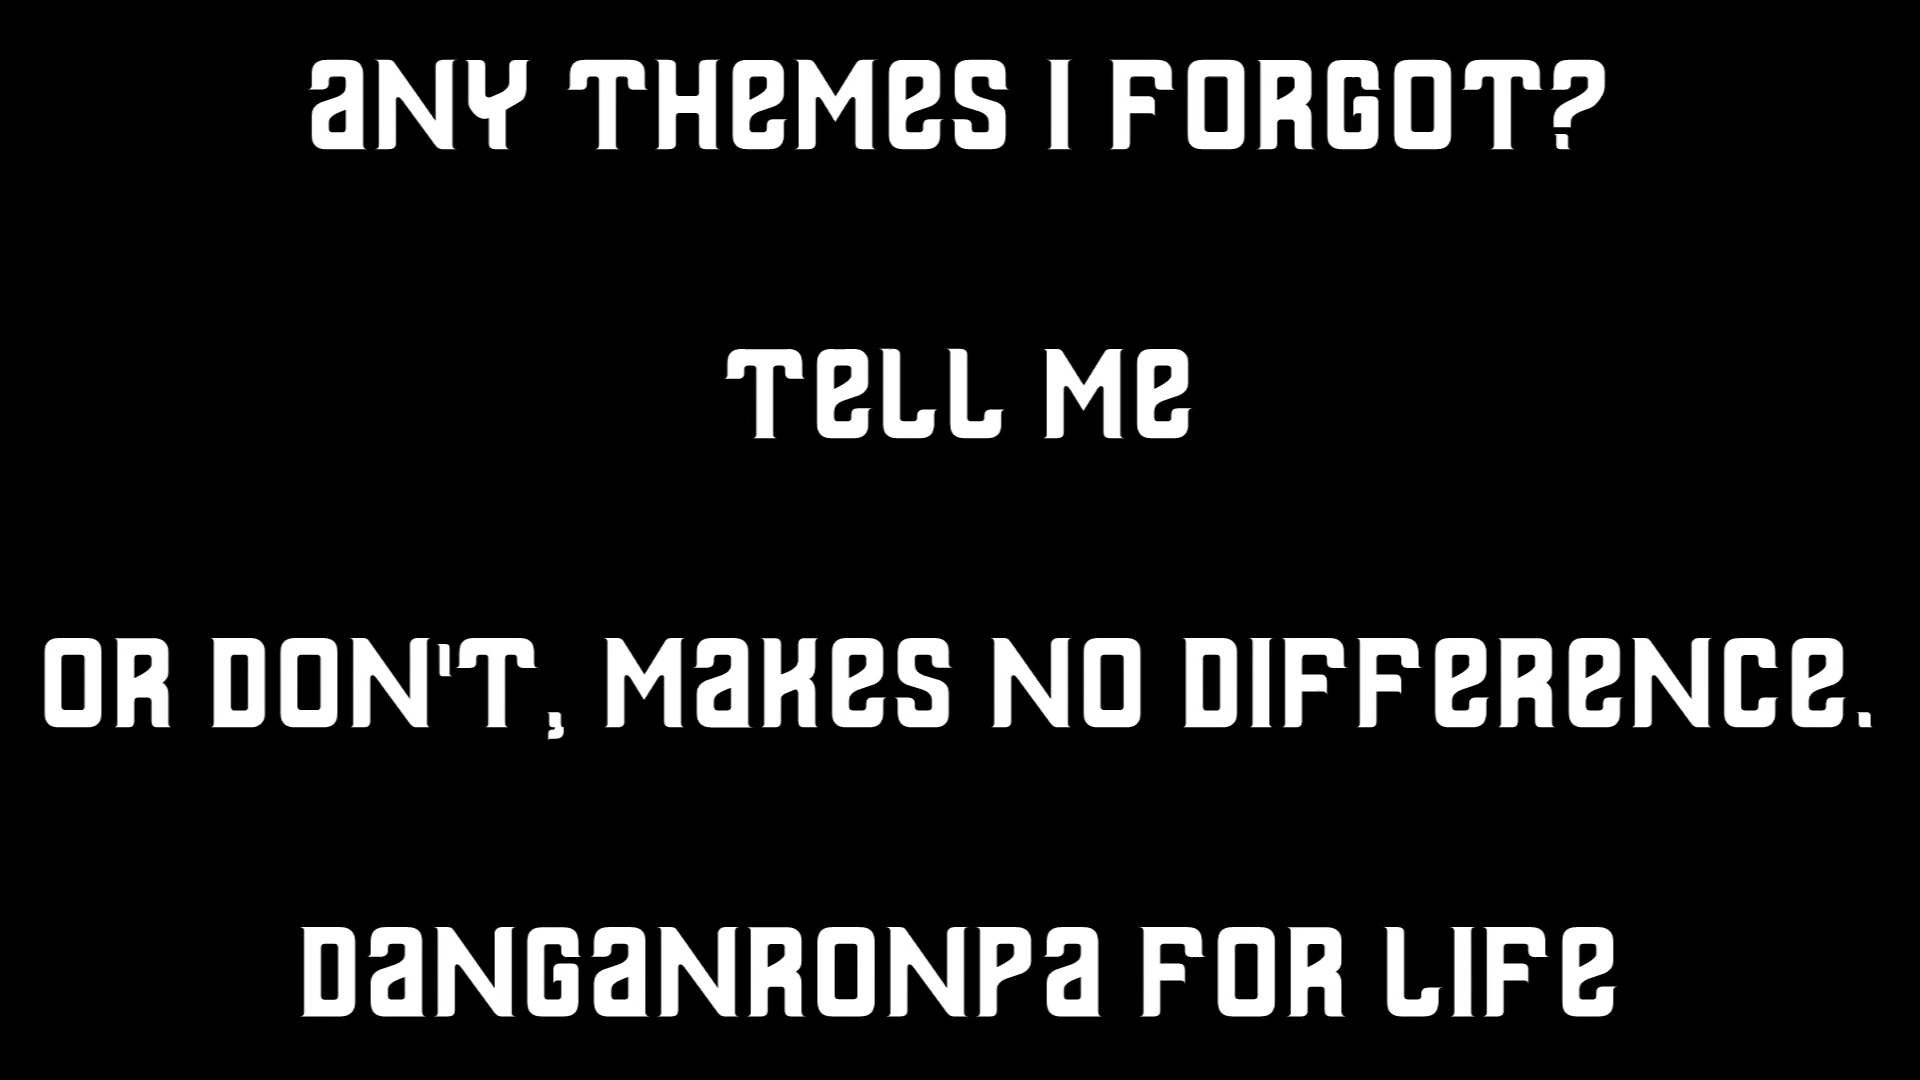 ANY THEMES I FORGOT?
TELL ME
OR DON'T, MAKES NO DIFFERENCE.
DANGANRONPA FOR LIFE